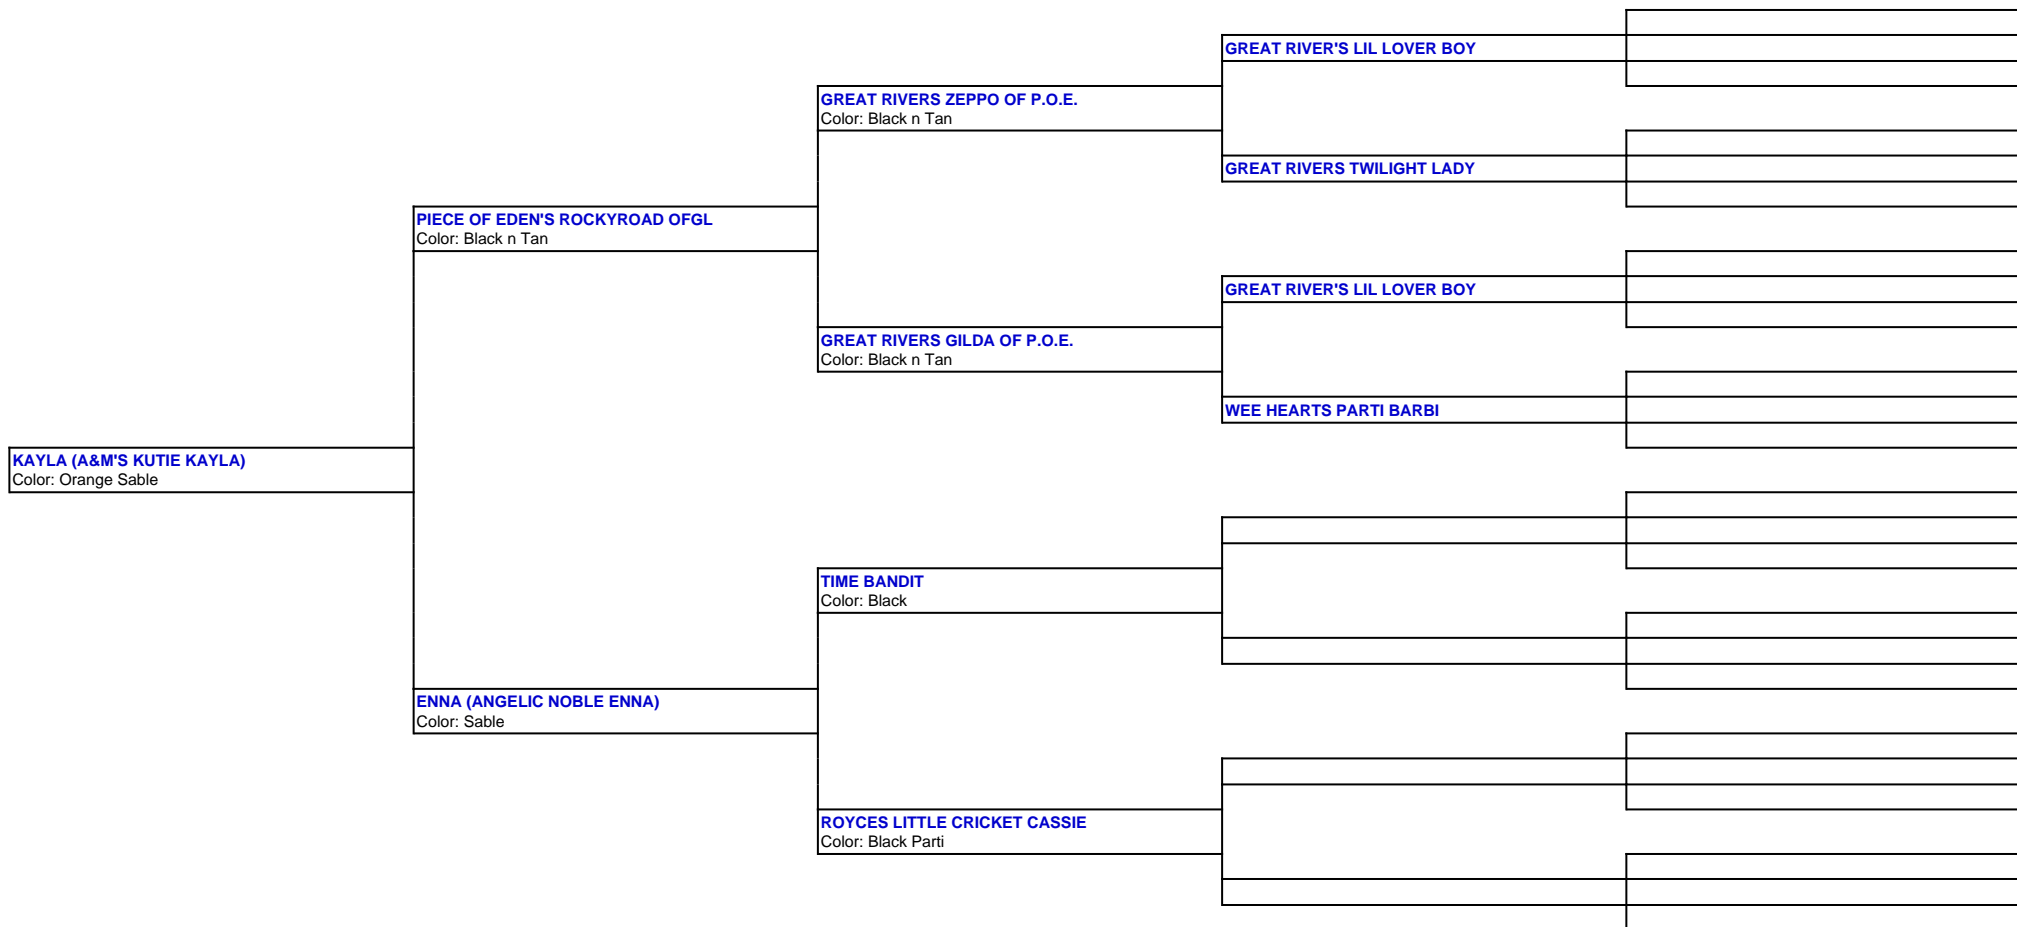 GREAT RIVER'S LIL LOVER BOY
GREAT RIVERS ZEPPO OF P.O.E.
Color: Black n Tan
GREAT RIVERS TWILIGHT LADY
PIECE OF EDEN'S ROCKYROAD OFGL
Color: Black n Tan
GREAT RIVER'S LIL LOVER BOY
GREAT RIVERS GILDA OF P.O.E.
Color: Black n Tan
WEE HEARTS PARTI BARBI
KAYLA (A&M'S KUTIE KAYLA)
Color: Orange Sable
TIME BANDIT
Color: Black
ENNA (ANGELIC NOBLE ENNA)
Color: Sable
ROYCES LITTLE CRICKET CASSIE
Color: Black Parti